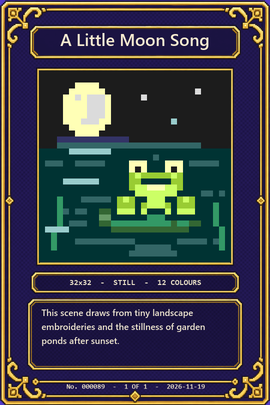 A Little Moon Song
32x32 - STILL - 12 COLOURS
This scene draws from tiny landscape
embroideries and the stillness of garden
ponds after sunset.
No. 000089 - 1 OF 1 - 2026-11-19